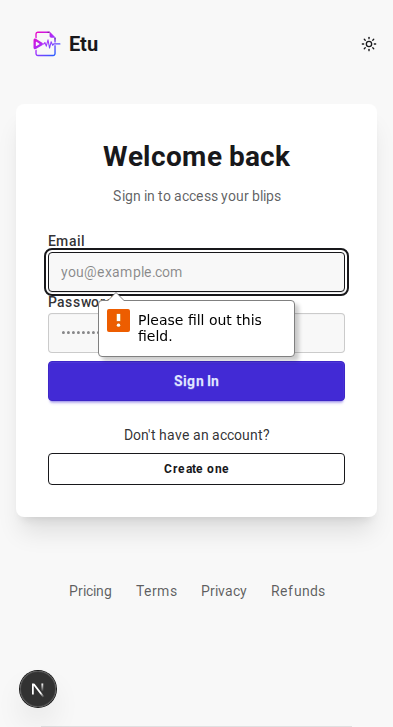 Etu
Welcome back
Sign in to access your blips
Email
you@example.com
Please fill out this
field.
Sign In
Don't have an account?
Create one
Pricing Terms Privacy Refunds
N